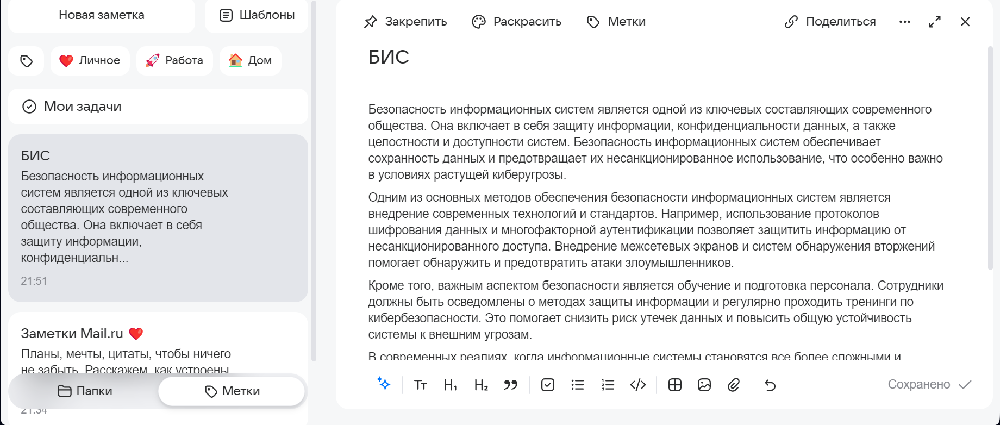 Новая заметка
Шаблоны
Личное
Работа
Дом
Мои задачи
БИС
Безопасность информационных
систем является одной из ключевых
составляющих современного
общества. Она включает в себя
защиту информации,
конфиденциальн...
21:51
Заметки Mail.ru
Планы, мечты, цитаты, чтобы ничего
не забыть. Расскажем, как устроены
Папки
Метки
Закрепить
Раскрасить
Метки
Поделиться
БИС
Безопасность информационных систем является одной из ключевых составляющих современного
общества. Она включает в себя защиту информации, конфиденциальности данных, а также
целостности и доступности систем. Безопасность информационных систем обеспечивает
сохранность данных и предотвращает их несанкционированное использование, что особенно важно
в условиях растущей киберугрозы.
Одним из основных методов обеспечения безопасности информационных систем является
внедрение современных технологий и стандартов. Например, использование протоколов
шифрования данных и многофакторной аутентификации позволяет защитить информацию от
несанкционированного доступа. Внедрение межсетевых экранов и систем обнаружения вторжений
помогает обнаружить и предотвратить атаки злоумышленников.
Кроме того, важным аспектом безопасности является обучение и подготовка персонала. Сотрудники
должны быть осведомлены о методах защиты информации и регулярно проходить тренинги по
кибербезопасности. Это помогает снизить риск утечек данных и повысить общую устойчивость
системы к внешним угрозам.
В современных реалиях, когда информационные системы становятся все более сложными и
Тт H1 H2
Сохранено